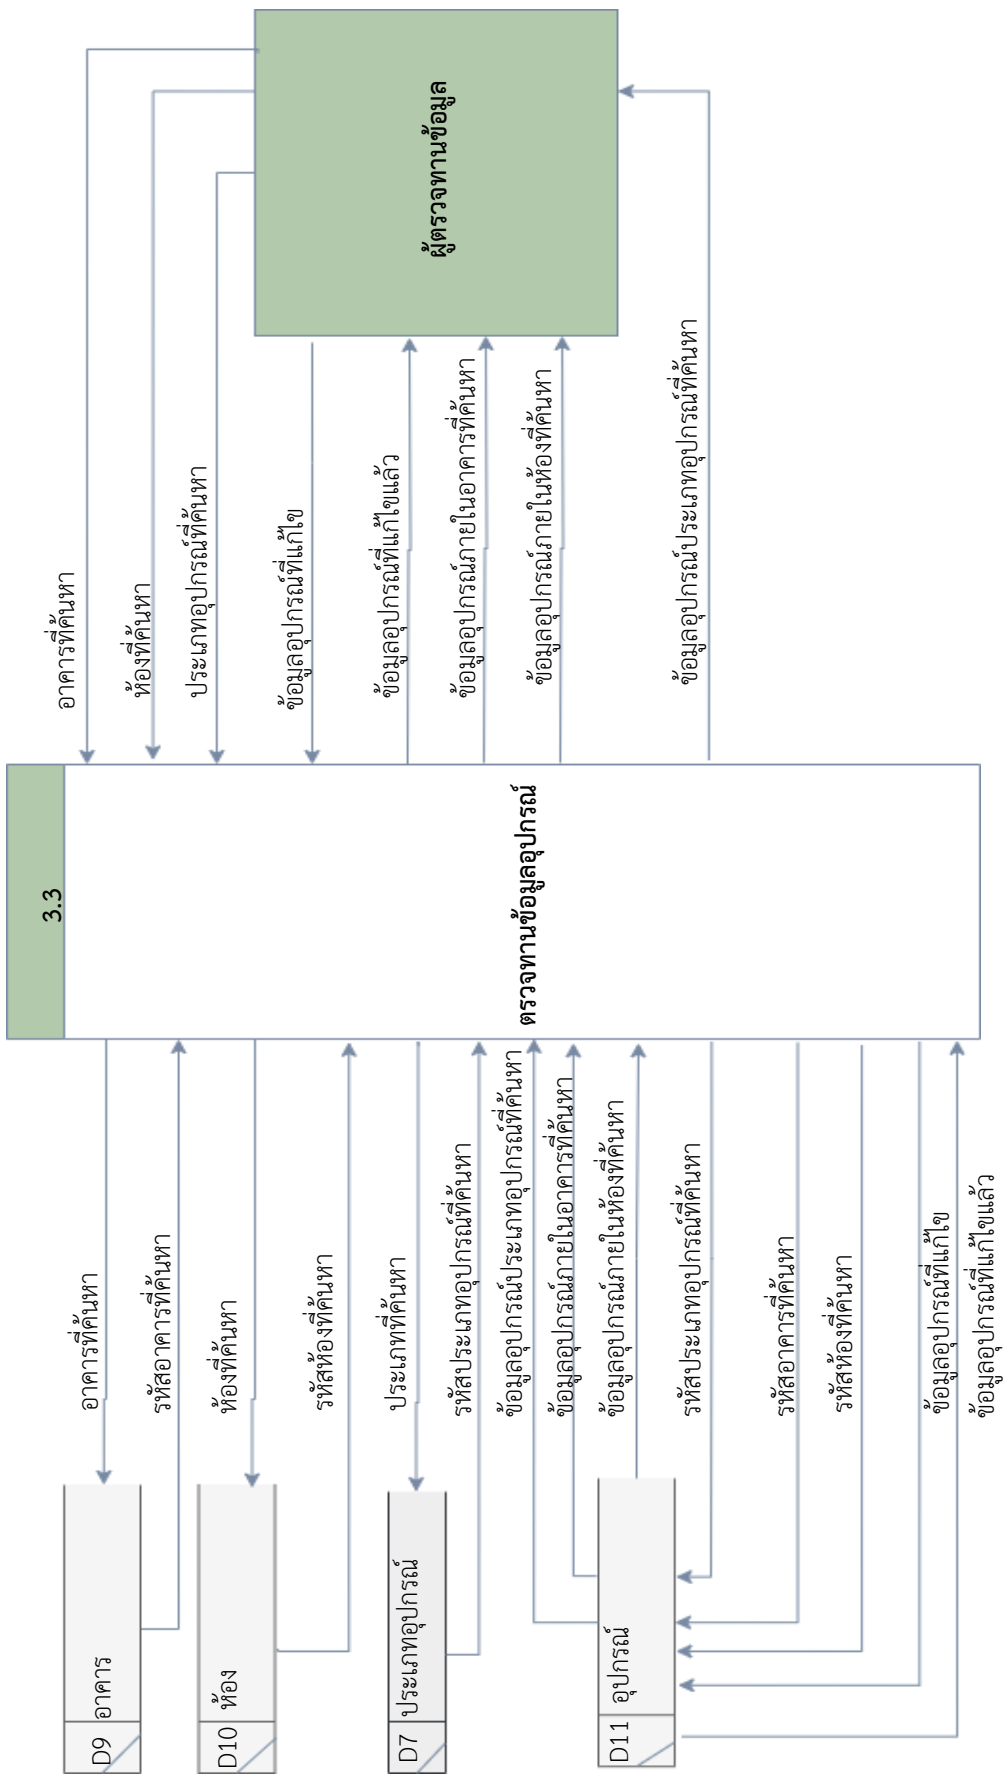 3.3
ตรวจทานข้อมูลอุปกรณ์
ผู้ตรวจทานข้อมูล
อาคารที่ค้นหา
ห้องที่ค้นหา
ประเภทอุปกรณ์ที่ค้นหา
ข้อมูลอุปกรณ์ที่แก้ไข
ข้อมูลอุปกรณ์ที่แก้ไขแล้ว
ข้อมูลอุปกรณ์ภายในอาคารที่ค้นหา
ข้อมูลอุปกรณ์ภายในห้องที่ค้นหา
ข้อมูลอุปกรณ์ประเภทอุปกรณ์ที่ค้นหา
D9 อาคาร
D10 ห้อง
D7 ประเภทอุปกรณ์
D11 อุปกรณ์
อาคารที่ค้นหา
รหัสอาคารที่ค้นหา
ห้องที่ค้นหา
รหัสห้องที่ค้นหา
ประเภทที่ค้นหา
รหัสประเภทอุปกรณ์ที่ค้นหา
ข้อมูลอุปกรณ์ประเภทอุปกรณ์ที่ค้นหา
ข้อมูลอุปกรณ์ภายในอาคารที่ค้นหา
ข้อมูลอุปกรณ์ภายในห้องที่ค้นหา
รหัสประเภทอุปกรณ์ที่ค้นหา
รหัสอาคารที่ค้นหา
รหัสห้องที่ค้นหา
ข้อมูลอุปกรณ์ที่แก้ไข
ข้อมูลอุปกรณ์ที่แก้ไขแล้ว